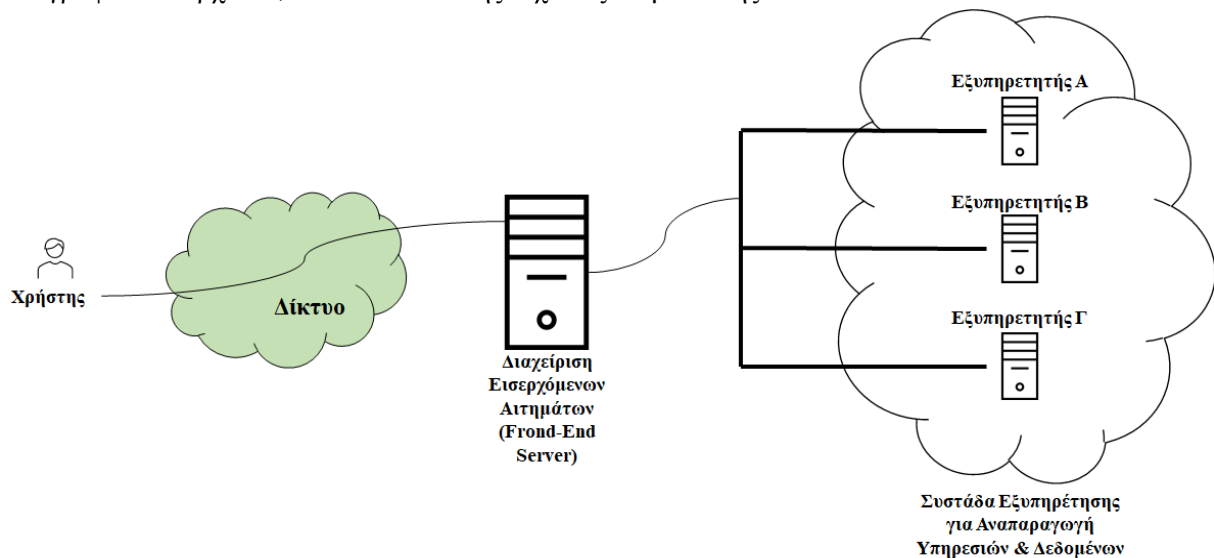 Χρήστης
Δίκτυο
Διαχείριση
Εισερχόμενων
Αιτημάτων
(Frond-End
Server)
Εξυπηρετητής Α
Εξυπηρετητής Β
Εξυπηρετητής Γ
Συστάδα Εξυπηρέτησης
για Αναπαραγωγή
Υπηρεσιών & Δεδομένων